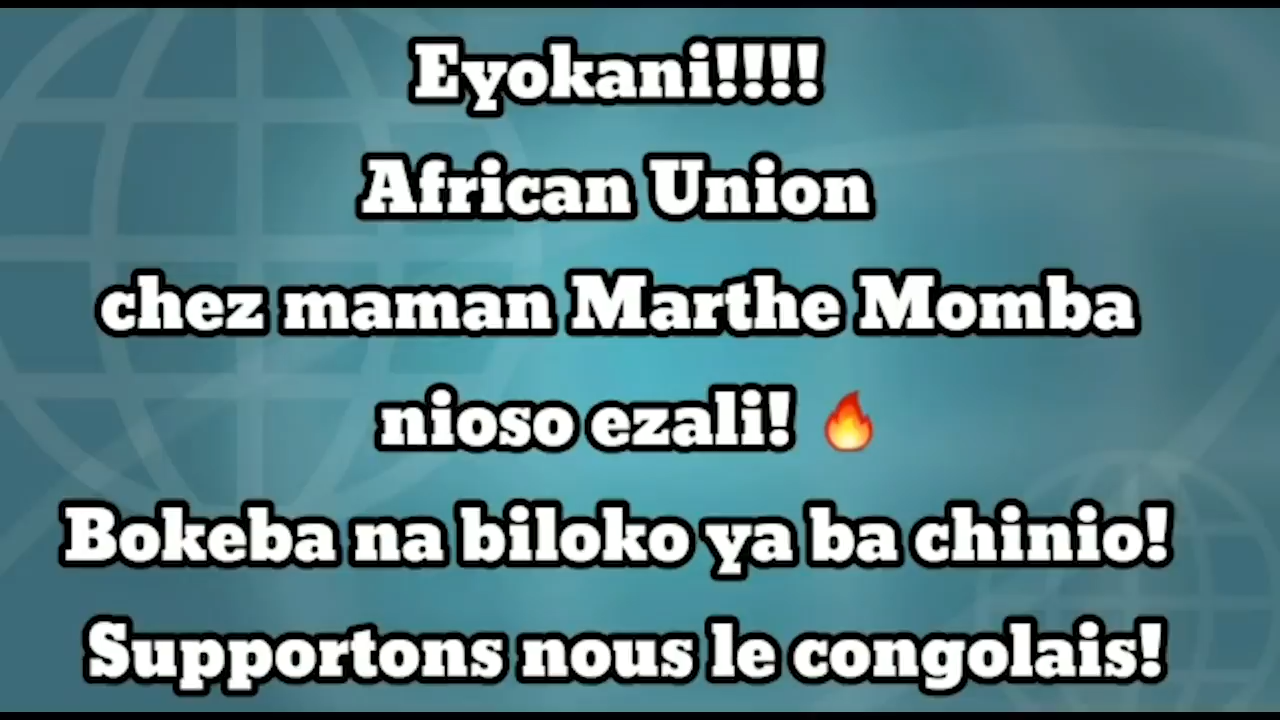 Eyokani!!!!
African Union
chez maman Marthe Momba
nioso ezali! 🔥
Bokeba na biloko ya ba chinio!
Supportons nous le congolais!